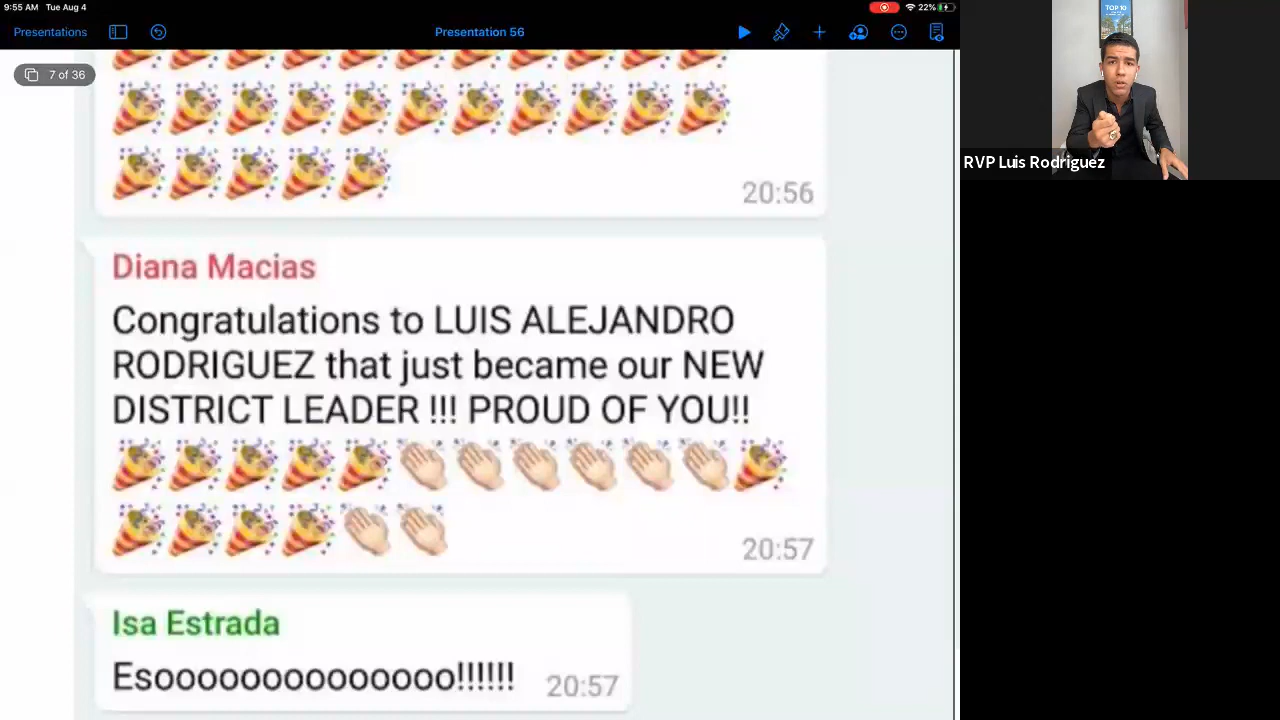 9:55 AM Tue Aug 4
22%
Presentations
Presentation 56
TOP 10
7 of 36
RVP Luis Rodriguez
20:56
Diana Macias
Congratulations to LUIS ALEJANDRO
RODRIGUEZ that just became our NEW
DISTRICT LEADER !!! PROUD OF YOU!!
20:57
Isa Estrada
Esoooooooooooooo!!!!!!
20:57